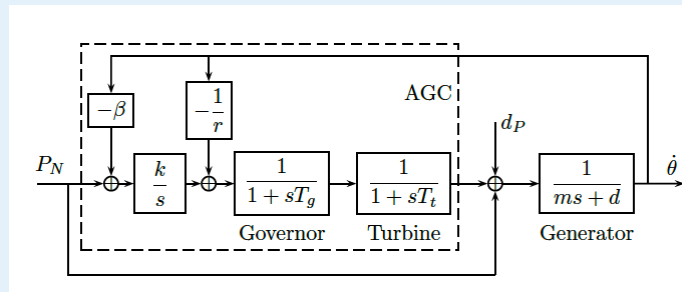 AGC
−β
−1/r
d_P
P_N
k/s
1/(1 + sT_g)
1/(1 + sT_t)
1/(ms + d)
θ̇
Governor
Turbine
Generator